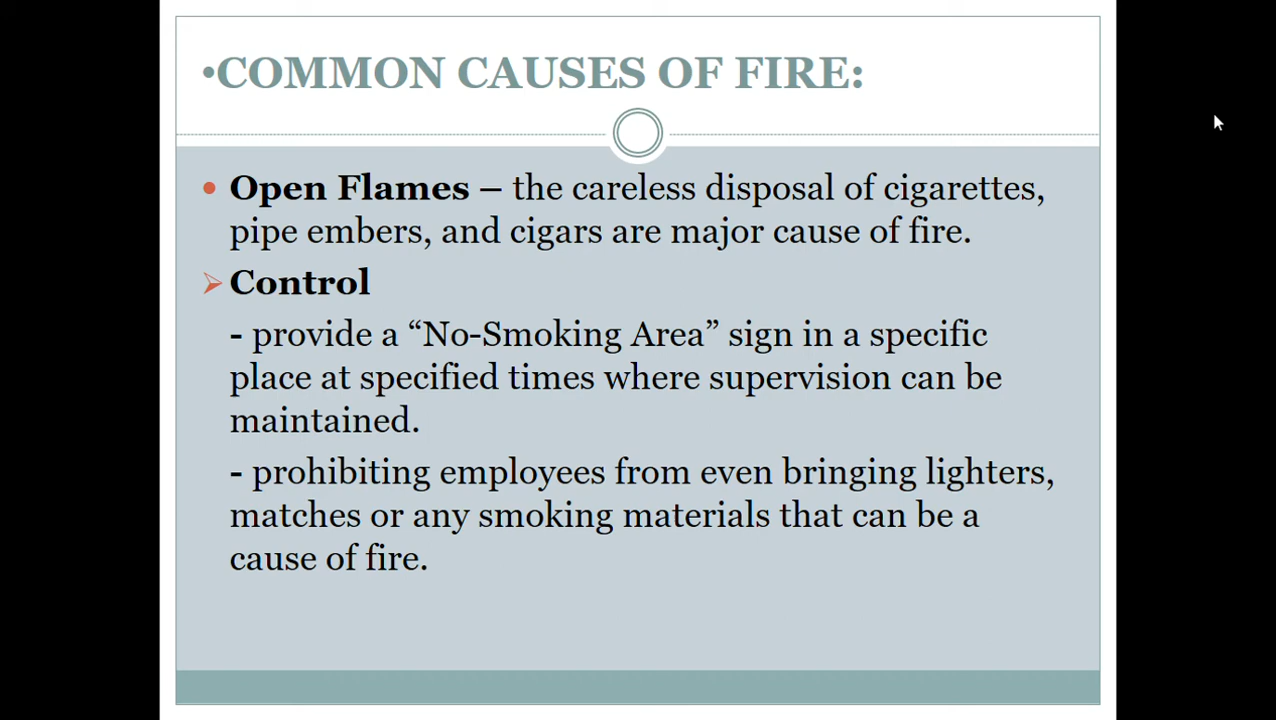 •COMMON CAUSES OF FIRE:
• Open Flames – the careless disposal of cigarettes,
pipe embers, and cigars are major cause of fire.
➢ Control
- provide a “No-Smoking Area” sign in a specific
place at specified times where supervision can be
maintained.
- prohibiting employees from even bringing lighters,
matches or any smoking materials that can be a
cause of fire.